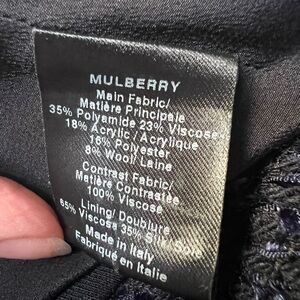 MULBERRY
Main Fabric/
Matière Principale
35% Polyamide 23% Viscose
18% Acrylic / Acrylique
16% Polyester
8% Wool/ Laine
Contrast Fabric/
Matière Contrastée
100% Viscose
Lining/ Doublure
65% Viscosa 35% Silk/ Soie
Made in Italy
Fabriqué en Italie